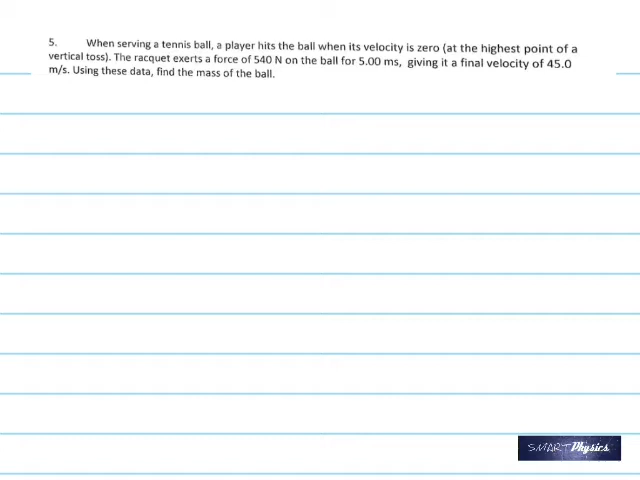 5. When serving a tennis ball, a player hits the ball when its velocity is zero (at the highest point of a
vertical toss). The racquet exerts a force of 540 N on the ball for 5.00 ms, giving it a final velocity of 45.0
m/s. Using these data, find the mass of the ball.
SMART Physics